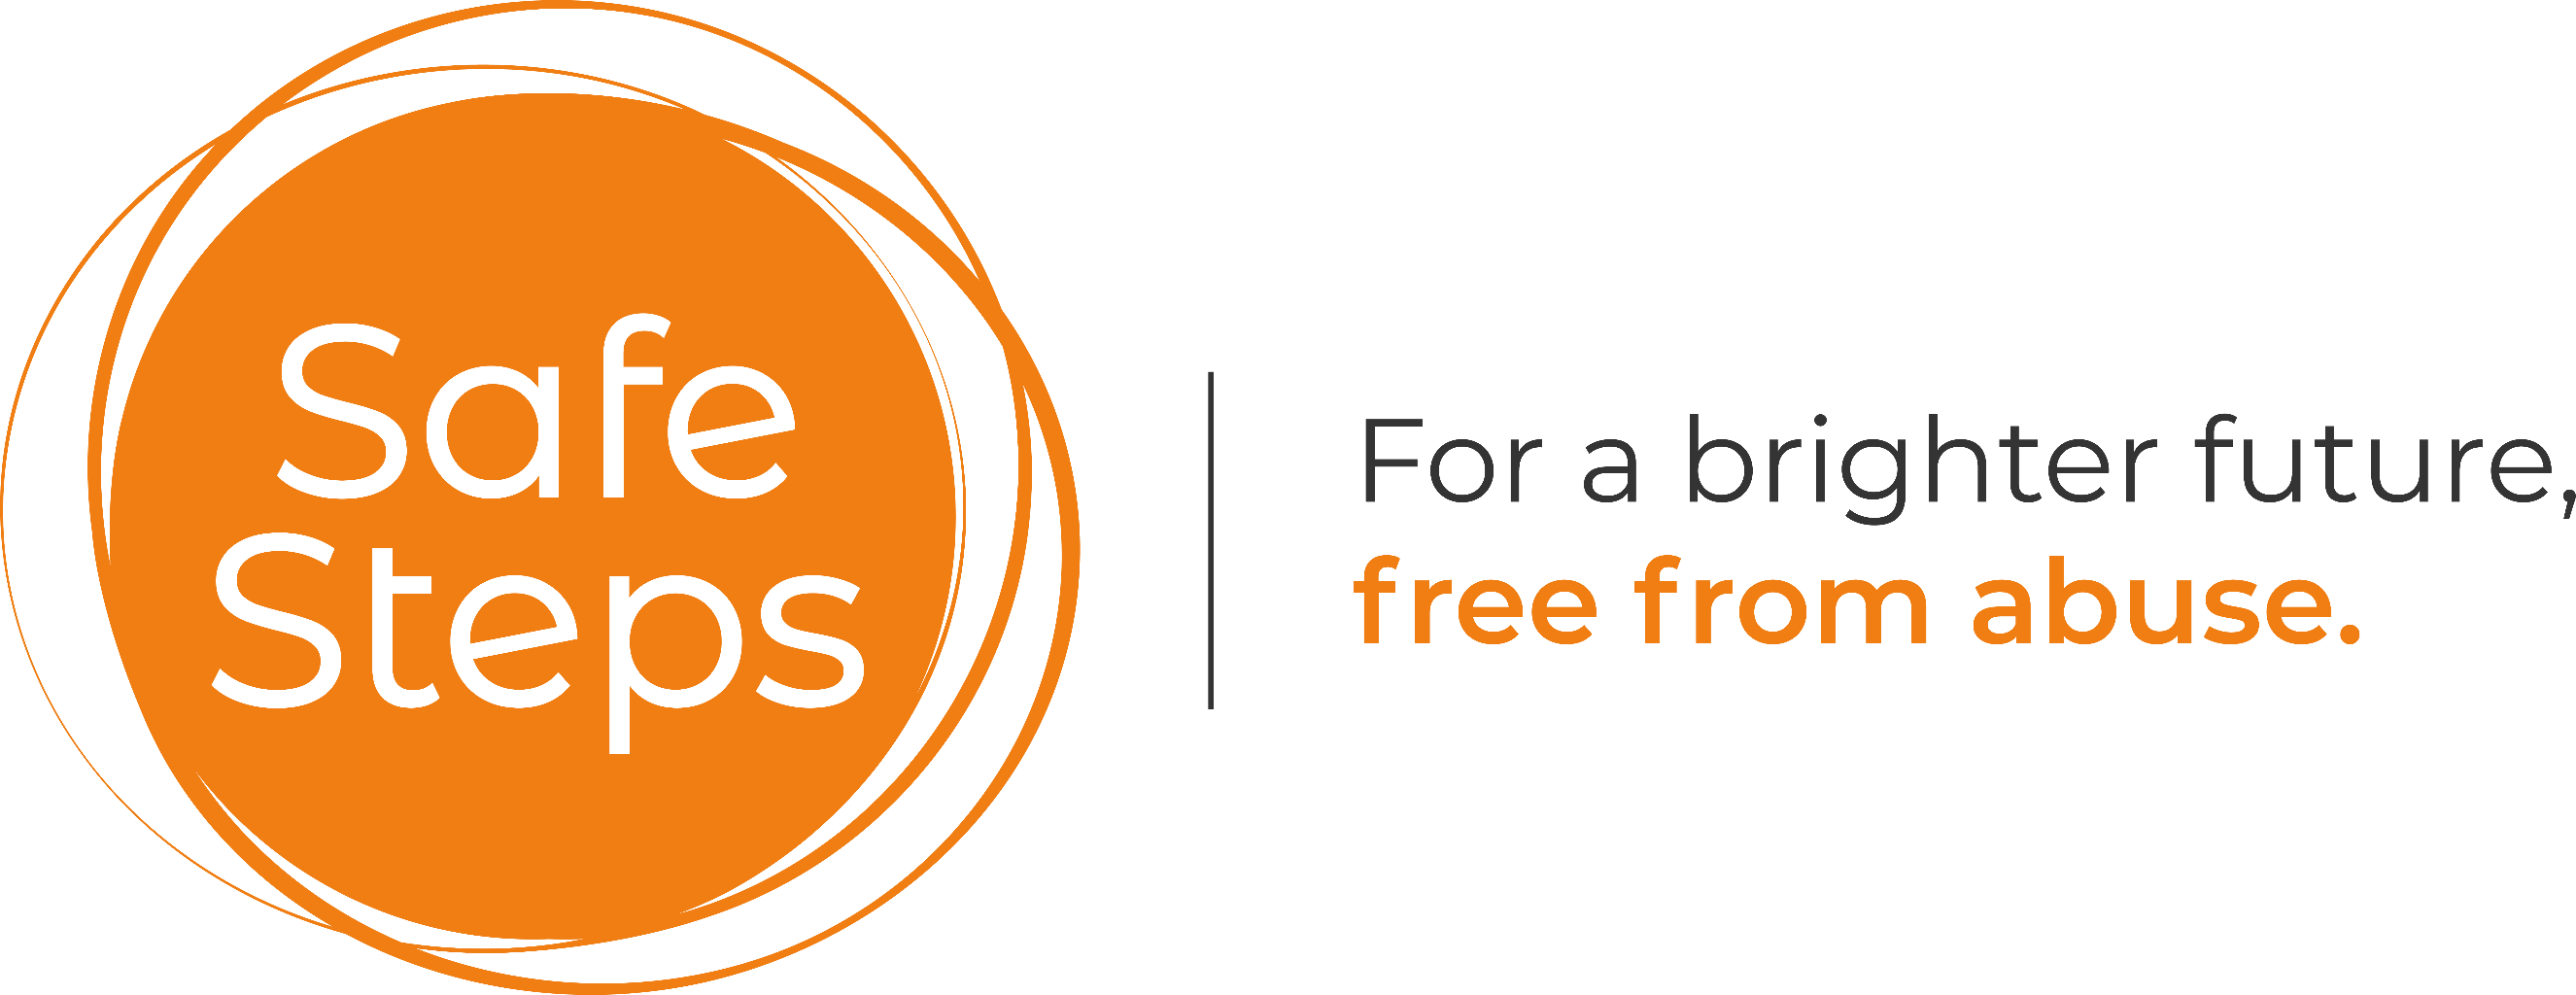 Safe
Steps
For a brighter future,
free from abuse.